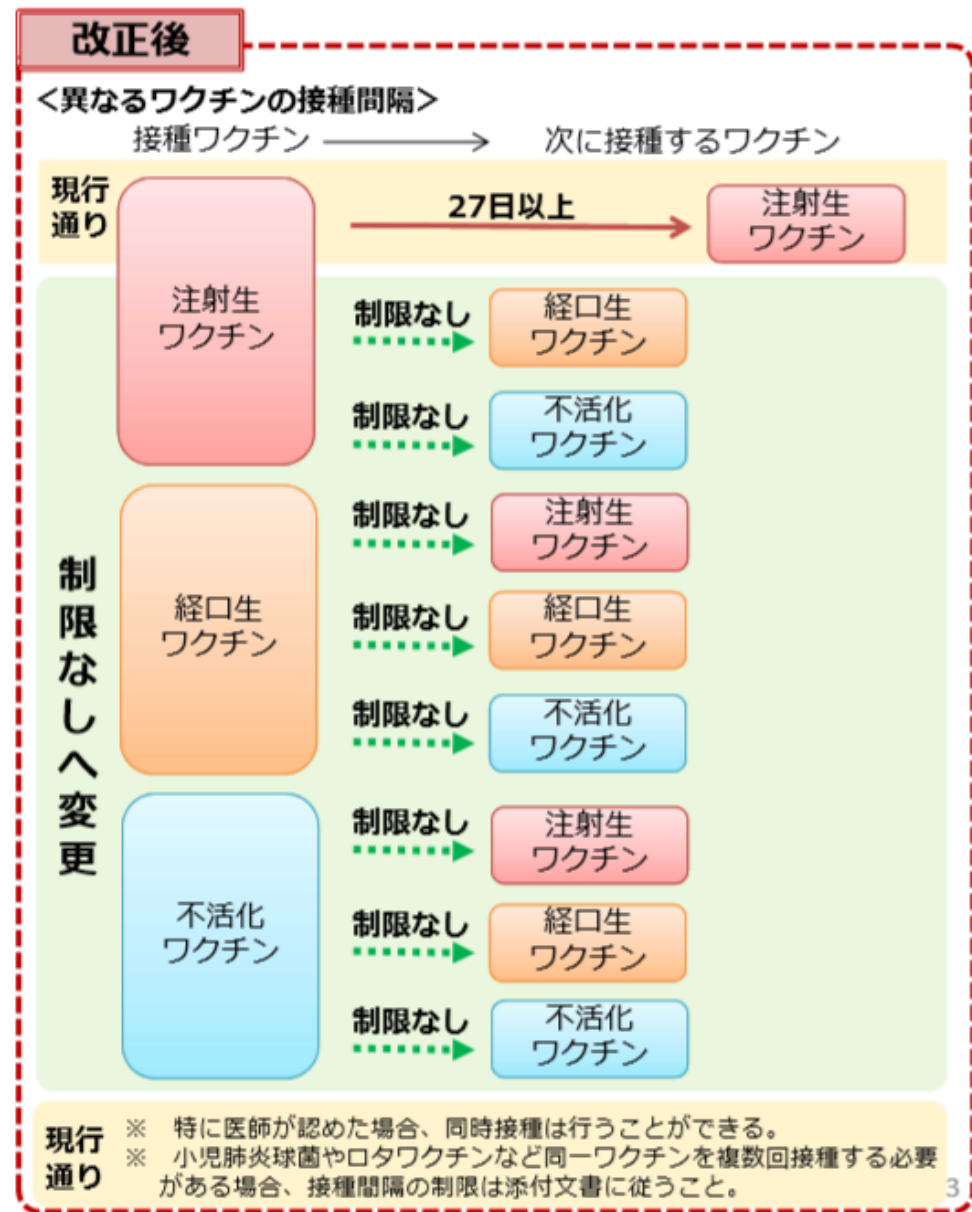 改正後
<異なるワクチンの接種間隔>
接種ワクチン → 次に接種するワクチン
現行
通り
27日以上
注射生
ワクチン
注射生
ワクチン
制限なし
経口生
ワクチン
制限なし
不活化
ワクチン
制限なしへ変更
経口生
ワクチン
制限なし
注射生
ワクチン
制限なし
経口生
ワクチン
制限なし
不活化
ワクチン
不活化
ワクチン
制限なし
注射生
ワクチン
制限なし
経口生
ワクチン
制限なし
不活化
ワクチン
現行
通り
※ 特に医師が認めた場合、同時接種は行うことができる。
※ 小児肺炎球菌やロタワクチンなど同一ワクチンを複数回接種する必要
がある場合、接種間隔の制限は添付文書に従うこと。
3